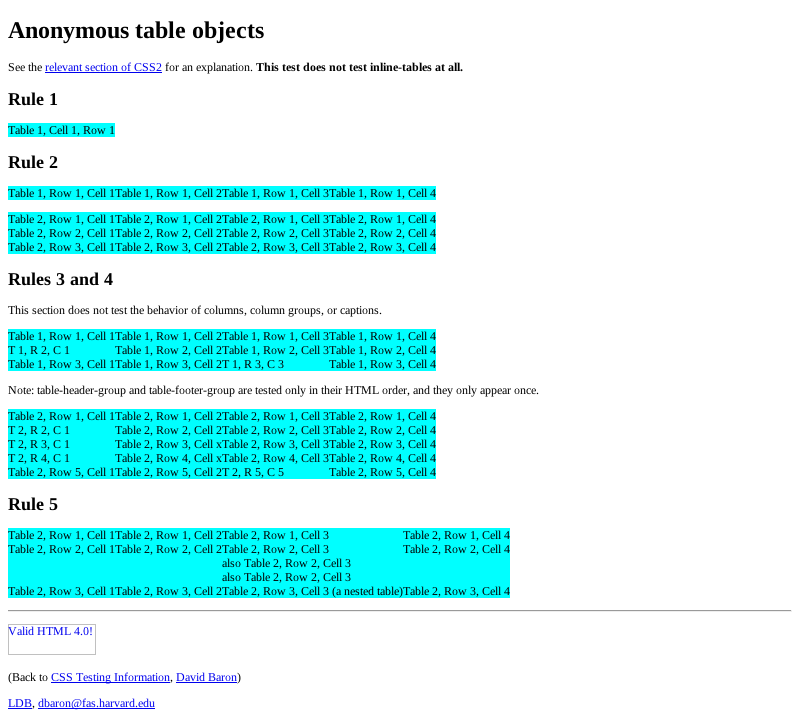 Anonymous table objects
See the relevant section of CSS2 for an explanation. This test does not test inline-tables at all.
Rule 1
Table 1, Cell 1, Row 1
Rule 2
Table 1, Row 1, Cell 1Table 1, Row 1, Cell 2Table 1, Row 1, Cell 3Table 1, Row 1, Cell 4
Table 2, Row 1, Cell 1Table 2, Row 1, Cell 2Table 2, Row 1, Cell 3Table 2, Row 1, Cell 4
Table 2, Row 2, Cell 1Table 2, Row 2, Cell 2Table 2, Row 2, Cell 3Table 2, Row 2, Cell 4
Table 2, Row 3, Cell 1Table 2, Row 3, Cell 2Table 2, Row 3, Cell 3Table 2, Row 3, Cell 4
Rules 3 and 4
This section does not test the behavior of columns, column groups, or captions.
Table 1, Row 1, Cell 1Table 1, Row 1, Cell 2Table 1, Row 1, Cell 3Table 1, Row 1, Cell 4
T 1, R 2, C 1 Table 1, Row 2, Cell 2Table 1, Row 2, Cell 3Table 1, Row 2, Cell 4
Table 1, Row 3, Cell 1Table 1, Row 3, Cell 2T 1, R 3, C 3 Table 1, Row 3, Cell 4
Note: table-header-group and table-footer-group are tested only in their HTML order, and they only appear once.
Table 2, Row 1, Cell 1Table 2, Row 1, Cell 2Table 2, Row 1, Cell 3Table 2, Row 1, Cell 4
T 2, R 2, C 1 Table 2, Row 2, Cell 2Table 2, Row 2, Cell 3Table 2, Row 2, Cell 4
T 2, R 3, C 1 Table 2, Row 3, Cell xTable 2, Row 3, Cell 3Table 2, Row 3, Cell 4
T 2, R 4, C 1 Table 2, Row 4, Cell xTable 2, Row 4, Cell 3Table 2, Row 4, Cell 4
Table 2, Row 5, Cell 1Table 2, Row 5, Cell 2T 2, R 5, C 5 Table 2, Row 5, Cell 4
Rule 5
Table 2, Row 1, Cell 1Table 2, Row 1, Cell 2Table 2, Row 1, Cell 3 Table 2, Row 1, Cell 4
Table 2, Row 2, Cell 1Table 2, Row 2, Cell 2Table 2, Row 2, Cell 3 Table 2, Row 2, Cell 4
also Table 2, Row 2, Cell 3
also Table 2, Row 2, Cell 3
Table 2, Row 3, Cell 1Table 2, Row 3, Cell 2Table 2, Row 3, Cell 3 (a nested table)Table 2, Row 3, Cell 4
Valid HTML 4.0!
(Back to CSS Testing Information, David Baron)
LDB, dbaron@fas.harvard.edu